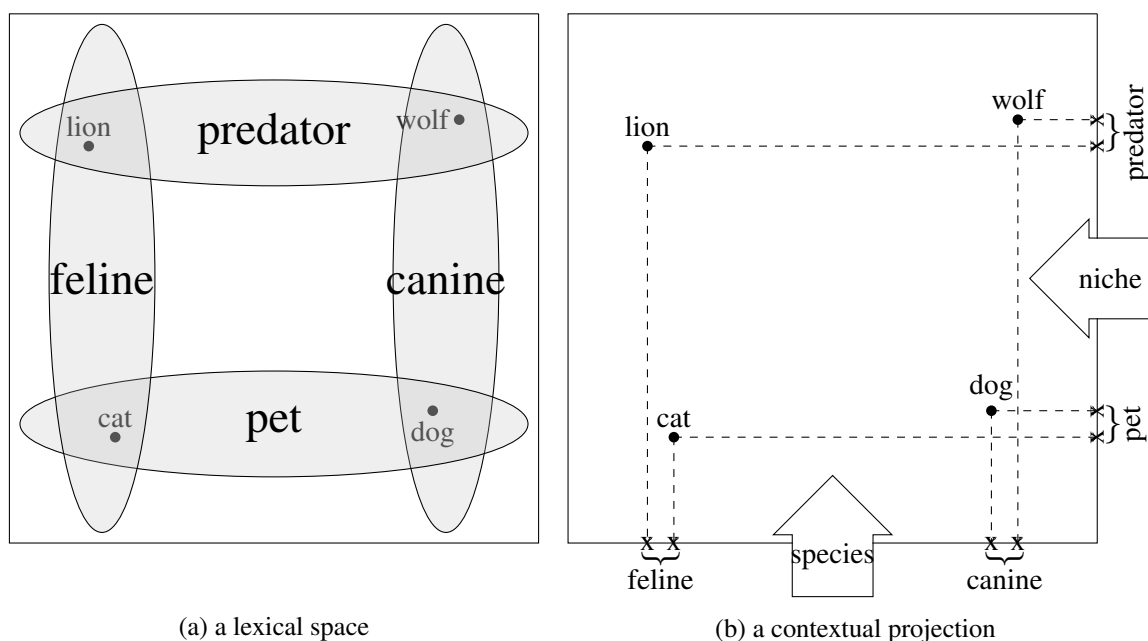 predator
lion
wolf
feline
canine
pet
cat
dog
(a) a lexical space
wolf
lion
predator
niche
dog
cat
pet
species
feline
canine
(b) a contextual projection